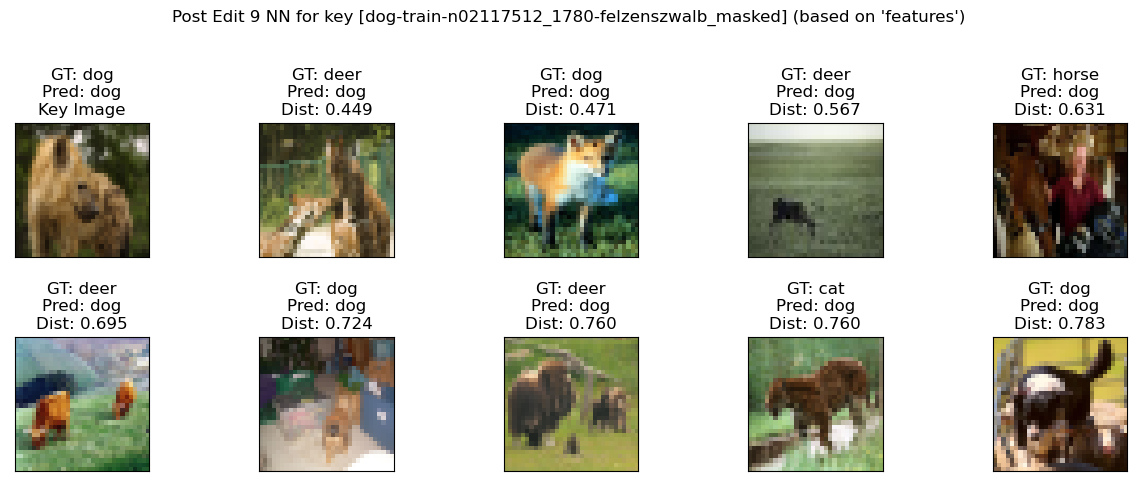 Post Edit 9 NN for key [dog-train-n02117512_1780-felzenszwalb_masked] (based on 'features')
GT: dog
Pred: dog
Key Image
GT: deer
Pred: dog
Dist: 0.449
GT: dog
Pred: dog
Dist: 0.471
GT: deer
Pred: dog
Dist: 0.567
GT: horse
Pred: dog
Dist: 0.631
GT: deer
Pred: dog
Dist: 0.695
GT: dog
Pred: dog
Dist: 0.724
GT: deer
Pred: dog
Dist: 0.760
GT: cat
Pred: dog
Dist: 0.760
GT: dog
Pred: dog
Dist: 0.783